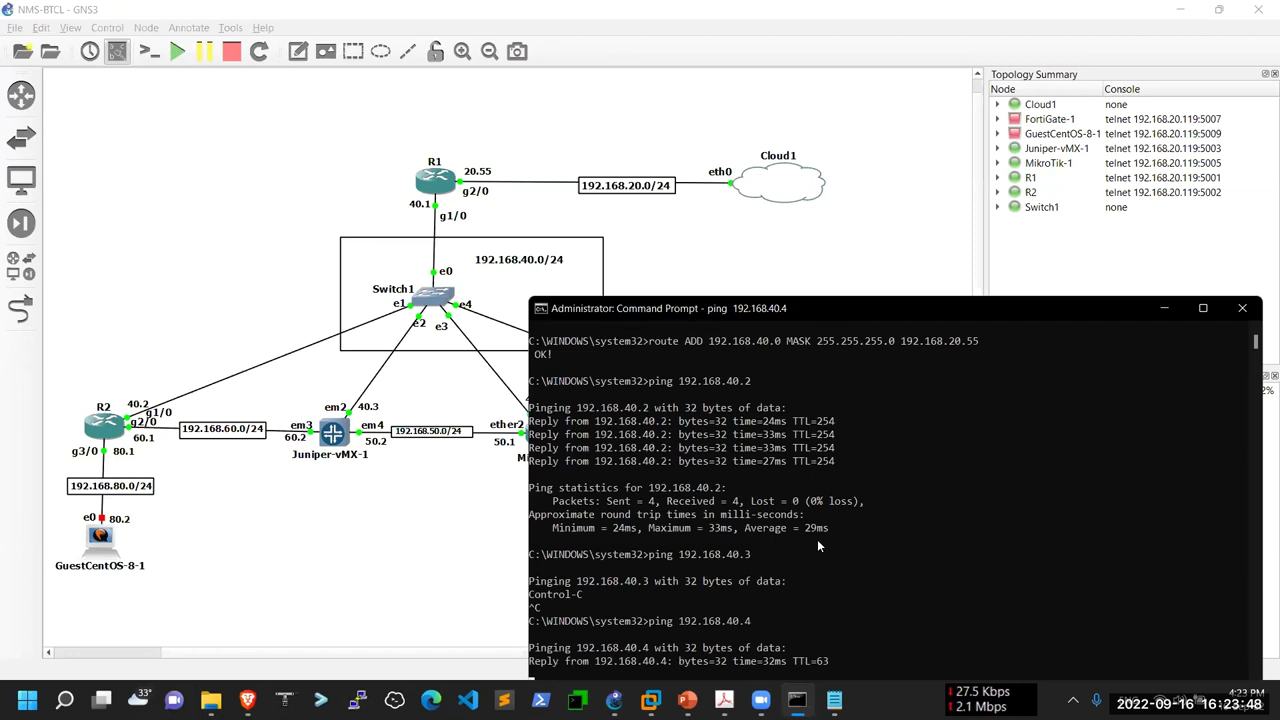 NMS-BTCL - GNS3
File Edit View Control Node Annotate Tools Help
Topology Summary
Node Console
Cloud1 none
FortiGate-1 telnet 192.168.20.119:5007
GuestCentOS-8-1 telnet 192.168.20.119:5009
Juniper-vMX-1 telnet 192.168.20.119:5003
MikroTik-1 telnet 192.168.20.119:5005
R1 telnet 192.168.20.119:5001
R2 telnet 192.168.20.119:5002
Switch1 none
R1
20.55
g2/0
192.168.20.0/24
eth0
Cloud1
40.1
g1/0
192.168.40.0/24
e0
Switch1
e1
e4
e2
e3
R2
40.2
g1/0
g2/0
60.1
192.168.60.0/24
em2
40.3
em3
em4
60.2
50.2
192.168.50.0/24
ether2
50.1
Juniper-vMX-1
g3/0
80.1
192.168.80.0/24
e0
80.2
GuestCentOS-8-1
Administrator: Command Prompt - ping 192.168.40.4
C:\WINDOWS\system32>route ADD 192.168.40.0 MASK 255.255.255.0 192.168.20.55
OK!
C:\WINDOWS\system32>ping 192.168.40.2
Pinging 192.168.40.2 with 32 bytes of data:
Reply from 192.168.40.2: bytes=32 time=24ms TTL=254
Reply from 192.168.40.2: bytes=32 time=33ms TTL=254
Reply from 192.168.40.2: bytes=32 time=33ms TTL=254
Reply from 192.168.40.2: bytes=32 time=27ms TTL=254
Ping statistics for 192.168.40.2:
Packets: Sent = 4, Received = 4, Lost = 0 (0% loss),
Approximate round trip times in milli-seconds:
Minimum = 24ms, Maximum = 33ms, Average = 29ms
C:\WINDOWS\system32>ping 192.168.40.3
Pinging 192.168.40.3 with 32 bytes of data:
Control-C
^C
C:\WINDOWS\system32>ping 192.168.40.4
Pinging 192.168.40.4 with 32 bytes of data:
Reply from 192.168.40.4: bytes=32 time=32ms TTL=63
33°
27.5 Kbps
2.1 Mbps
4:23 PM
2022-09-16 16:23:48